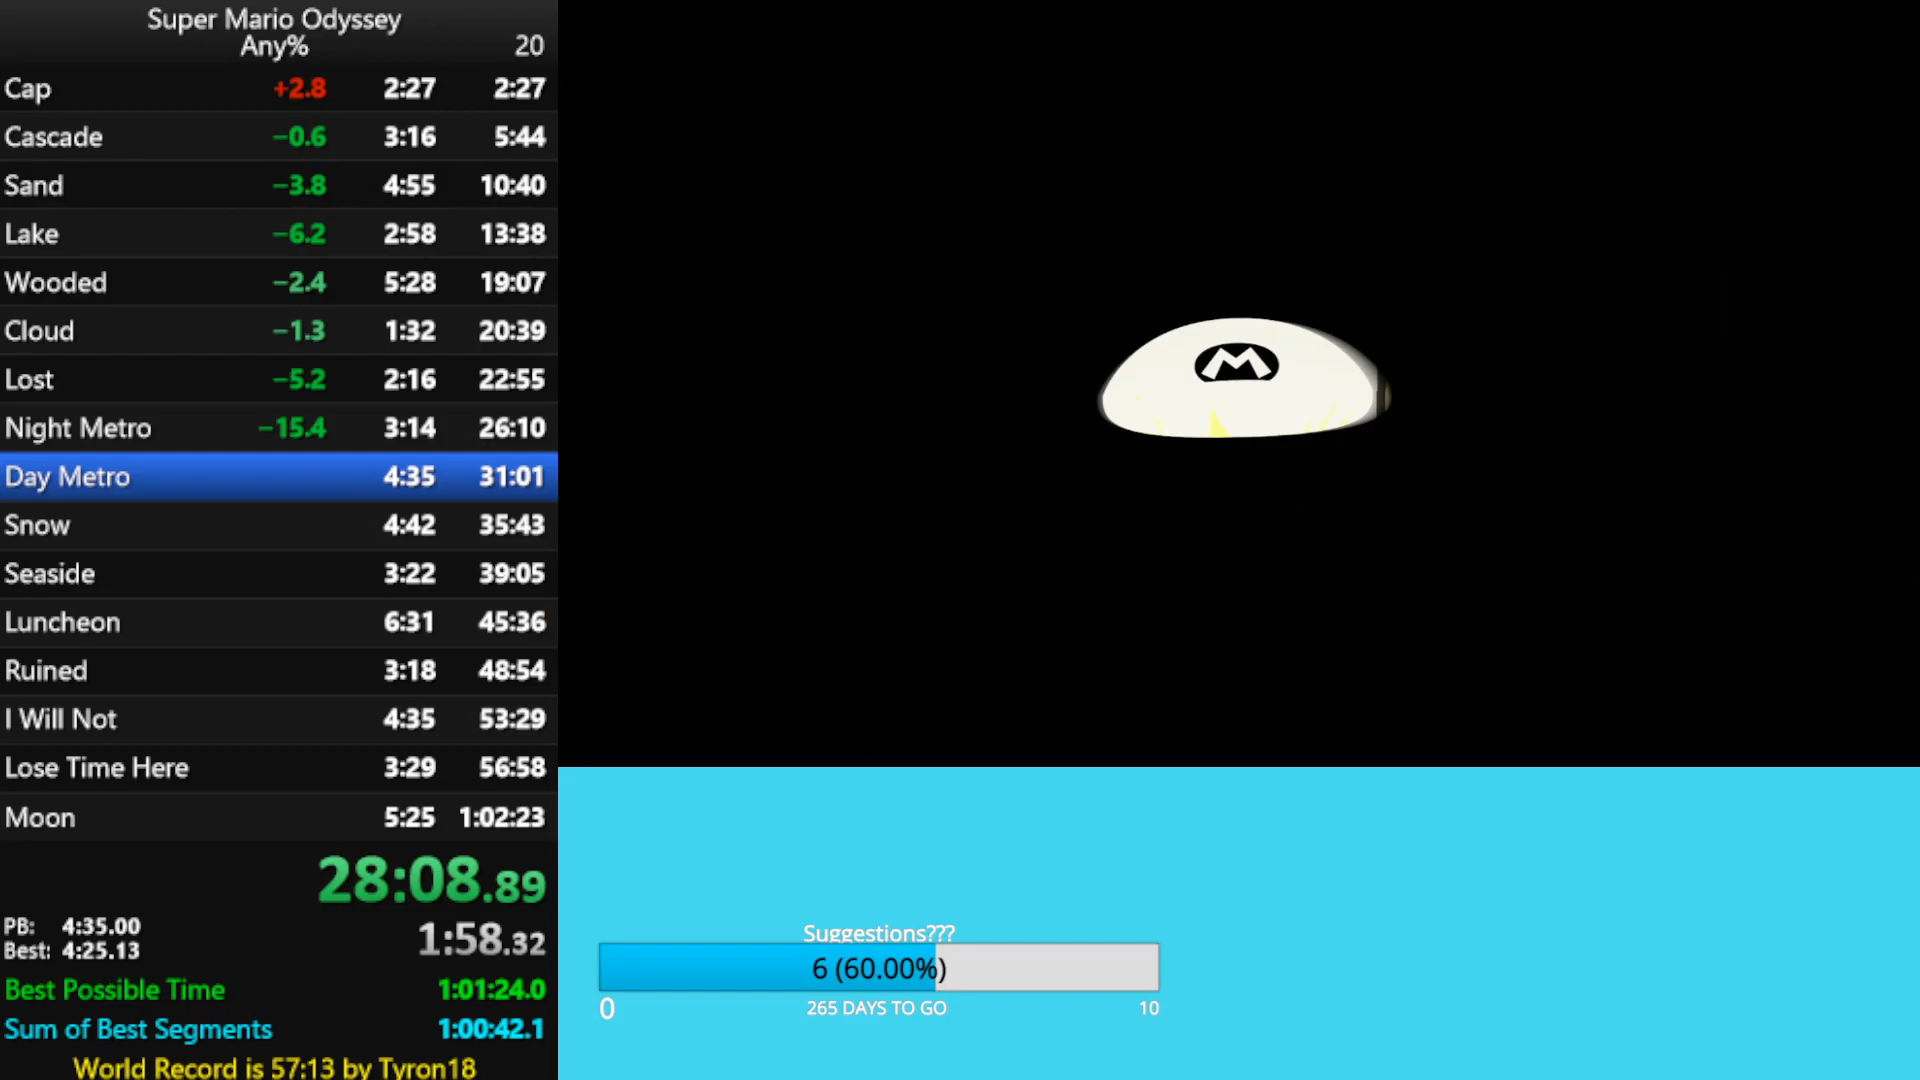 Super Mario Odyssey
Any% 20
Cap +2.8 2:27 2:27
Cascade −0.6 3:16 5:44
Sand −3.8 4:55 10:40
Lake −6.2 2:58 13:38
Wooded −2.4 5:28 19:07
Cloud −1.3 1:32 20:39
Lost −5.2 2:16 22:55
Night Metro −15.4 3:14 26:10
Day Metro 4:35 31:01
Snow 4:42 35:43
Seaside 3:22 39:05
Luncheon 6:31 45:36
Ruined 3:18 48:54
I Will Not 4:35 53:29
Lose Time Here 3:29 56:58
Moon 5:25 1:02:23
28:08.89
PB: 4:35.00
Best: 4:25.13
1:58.32
Best Possible Time 1:01:24.0
Sum of Best Segments 1:00:42.1
World Record is 57:13 by Tyron18
M
Suggestions???
6 (60.00%)
0 265 DAYS TO GO 10